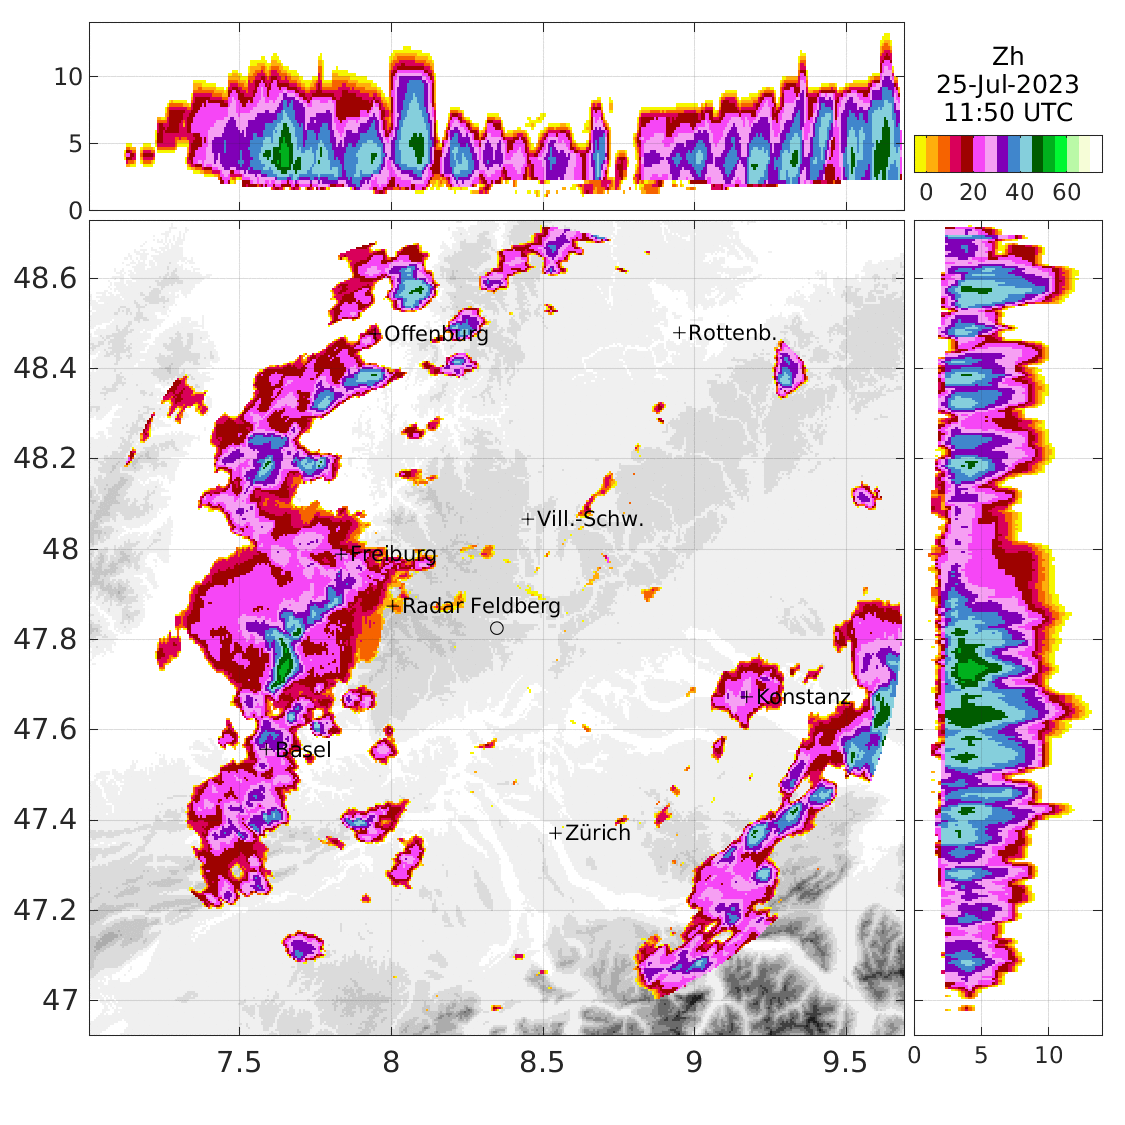 10
5
0
Zh
25-Jul-2023
11:50 UTC
0 20 40 60
48.6
48.4
48.2
48
47.8
47.6
47.4
47.2
47
+Offenburg
+Rottenb.
+Vill.-Schw.
+Freiburg
+Radar Feldberg
+Konstanz
+Basel
+Zürich
7.5 8 8.5 9 9.5
0 5 10